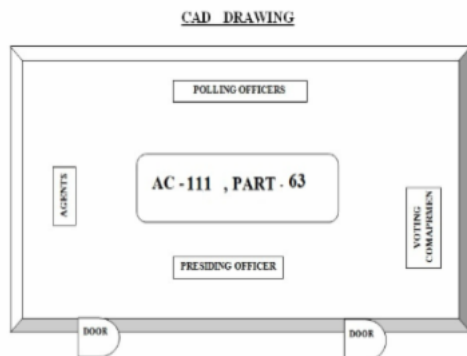 CAD DRAWING
POLLING OFFICERS
AGENTS
AC -111 , PART - 63
VOTING
COMAPRMEN
PRESIDING OFFICER
DOOR
DOOR